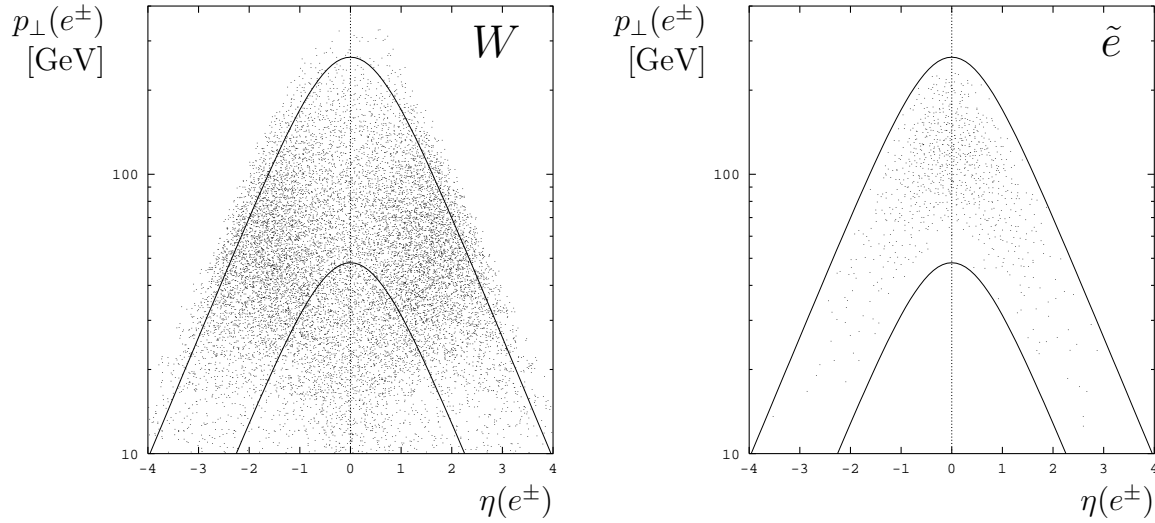 p⊥(e±)
[GeV]
W
100
10
-4 -3 -2 -1 0 1 2 3 4
η(e±)
p⊥(e±)
[GeV]
ẽ
100
10
-4 -3 -2 -1 0 1 2 3 4
η(e±)